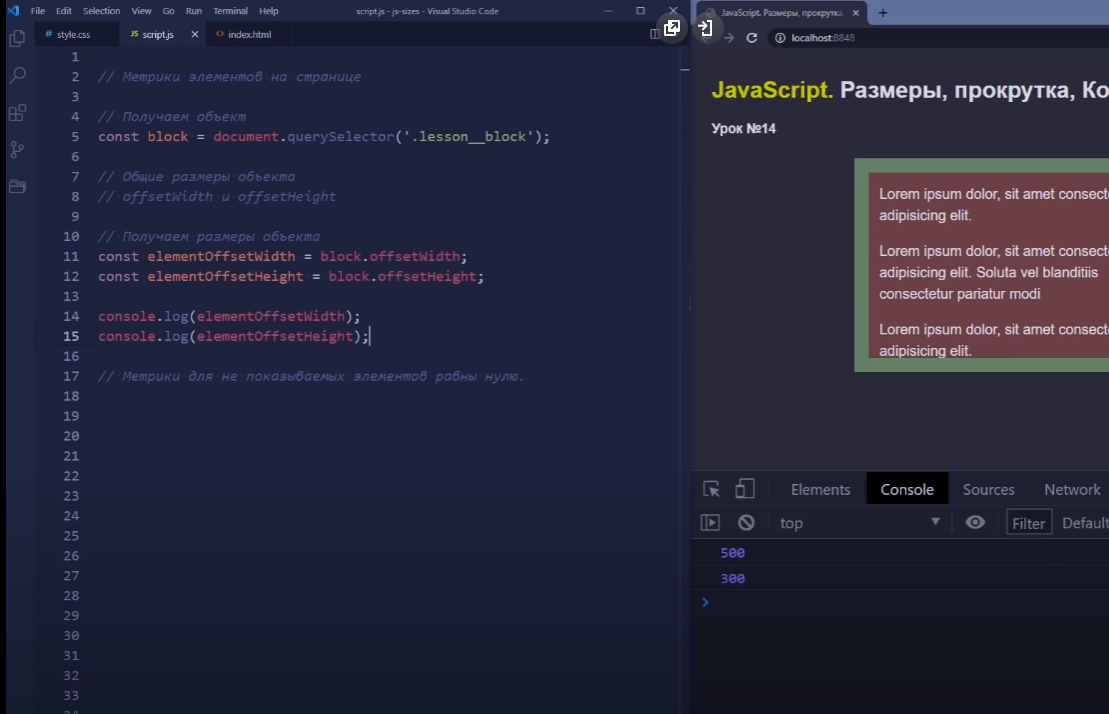 File Edit Selection View Go Run Terminal Help script.js - js-sizes - Visual Studio Code
# style.css JS script.js <> index.html
1
2 // Метрики элементов на странице
3
4 // Получаем объект
5 const block = document.querySelector('.lesson__block');
6
7 // Общие размеры объекта
8 // offsetWidth и offsetHeight
9
10 // Получаем размеры объекта
11 const elementOffsetWidth = block.offsetWidth;
12 const elementOffsetHeight = block.offsetHeight;
13
14 console.log(elementOffsetWidth);
15 console.log(elementOffsetHeight);
16
17 // Метрики для не показываемых элементов равны нулю.
18
19
20
21
22
23
24
25
26
27
28
29
30
31
32
33
JavaScript. Размеры, прокрутка,
localhost:8848
JavaScript. Размеры, прокрутка, Ко
Урок №14
Lorem ipsum dolor, sit amet consect
adipisicing elit.
Lorem ipsum dolor, sit amet consect
adipisicing elit. Soluta vel blanditiis
consectetur pariatur modi
Lorem ipsum dolor, sit amet consect
adipisicing elit.
Elements Console Sources Network
top Filter Default
500
300